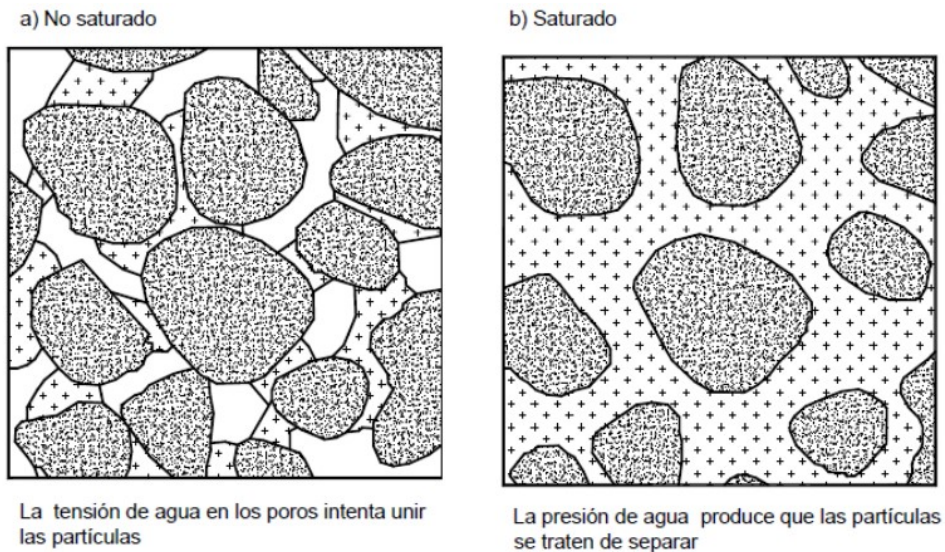 a) No saturado
b) Saturado
La tensión de agua en los poros intenta unir
las partículas
La presión de agua produce que las partículas
se traten de separar